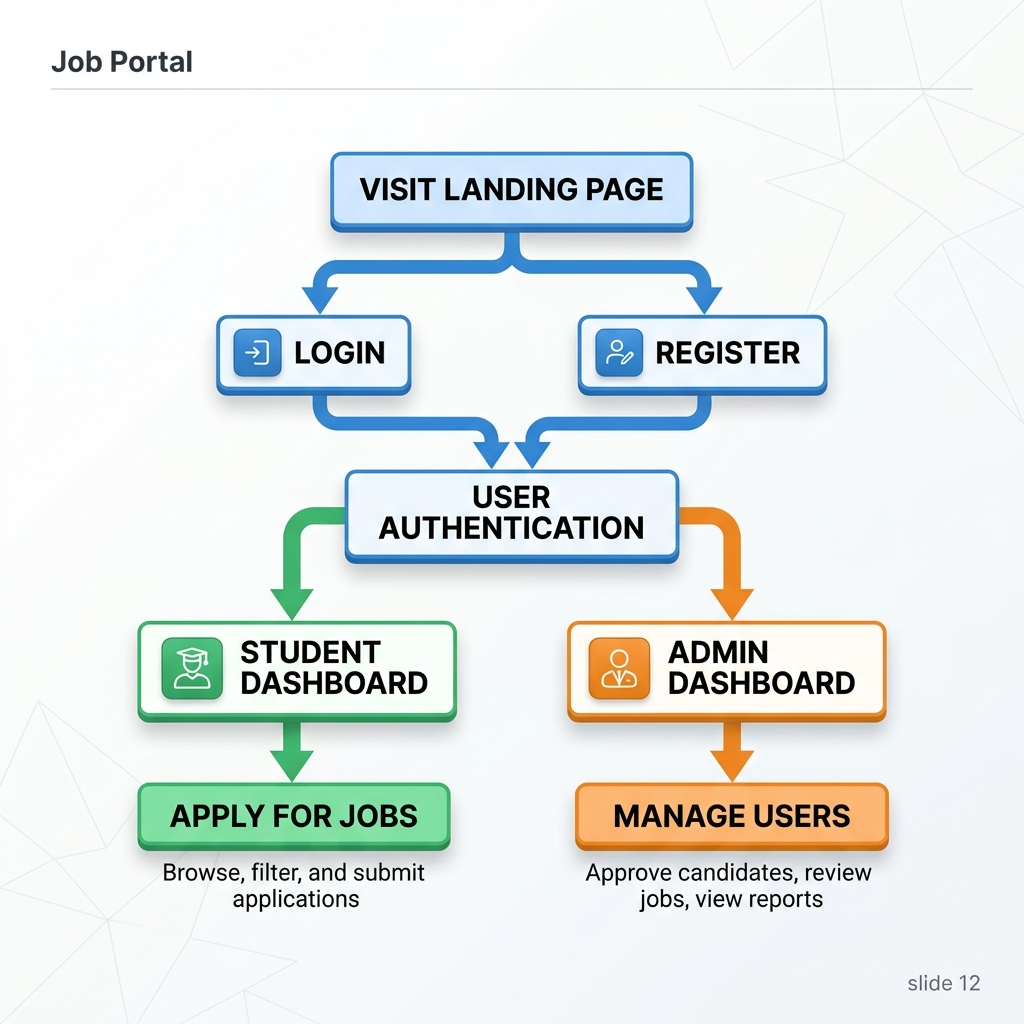 Job Portal
VISIT LANDING PAGE
LOGIN
REGISTER
USER
AUTHENTICATION
STUDENT
DASHBOARD
ADMIN
DASHBOARD
APPLY FOR JOBS
MANAGE USERS
Browse, filter, and submit
applications
Approve candidates, review
jobs, view reports
slide 12